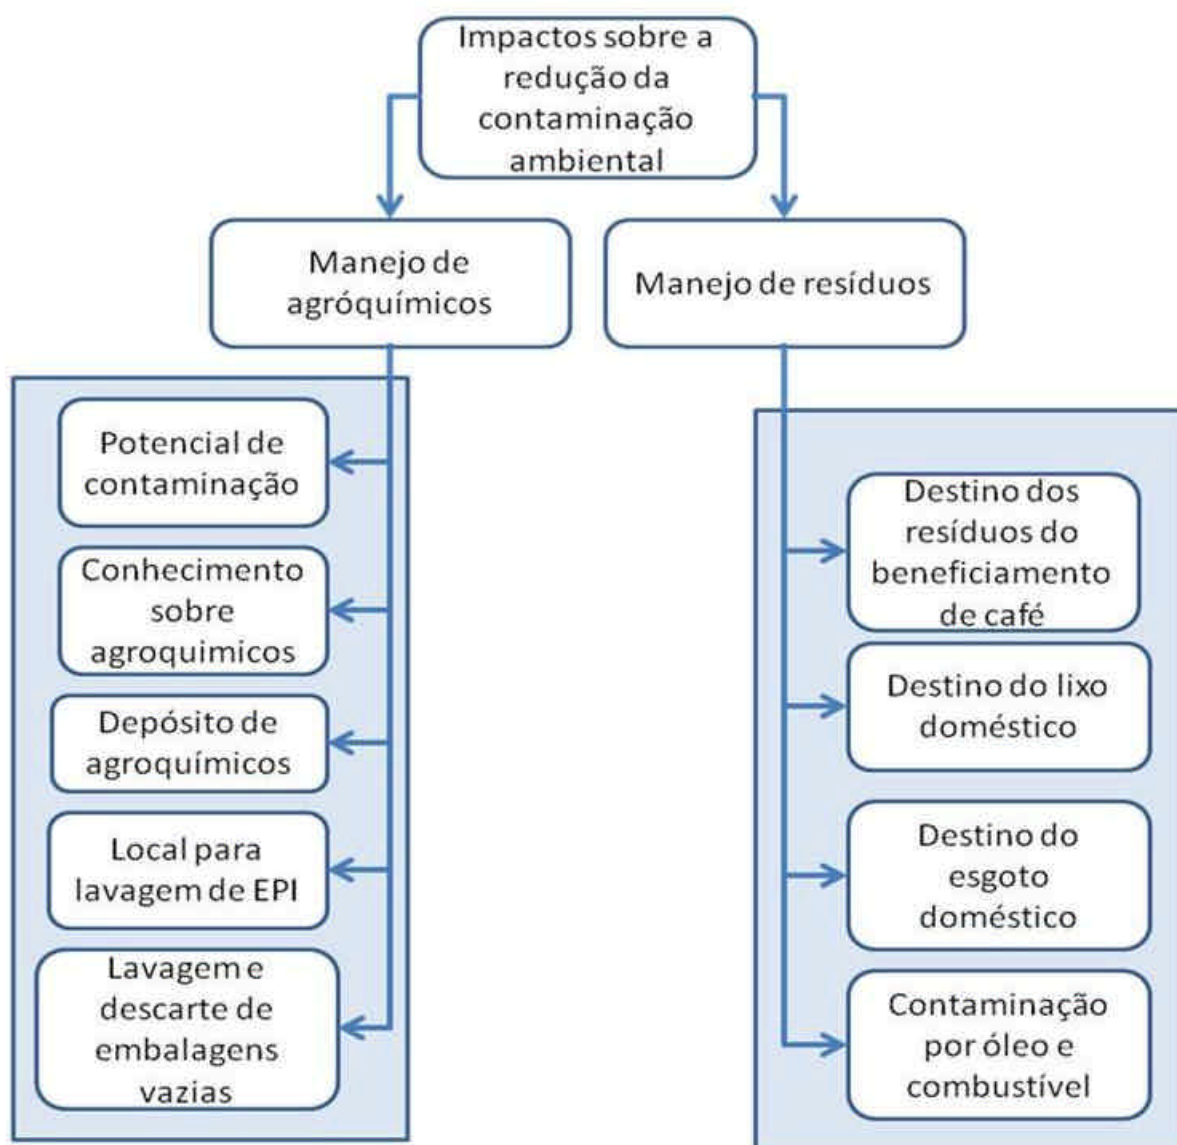 Impactos sobre a
redução da
contaminação
ambiental
Manejo de
agróquímicos
Manejo de resíduos
Potencial de
contaminação
Conhecimento
sobre
agroquimicos
Depósito de
agroquímicos
Local para
lavagem de EPI
Lavagem e
descarte de
embalagens
vazias
Destino dos
resíduos do
beneficiamento
de café
Destino do lixo
doméstico
Destino do
esgoto
doméstico
Contaminação
por óleo e
combustível